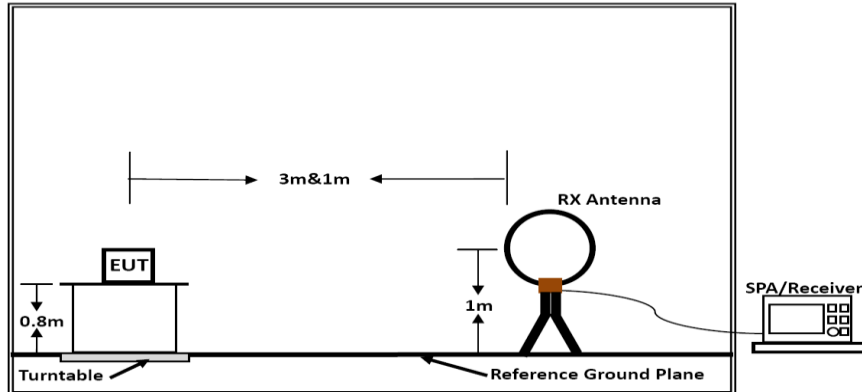 3m&1m
RX Antenna
EUT
SPA/Receiver
0.8m
1m
Turntable
Reference Ground Plane